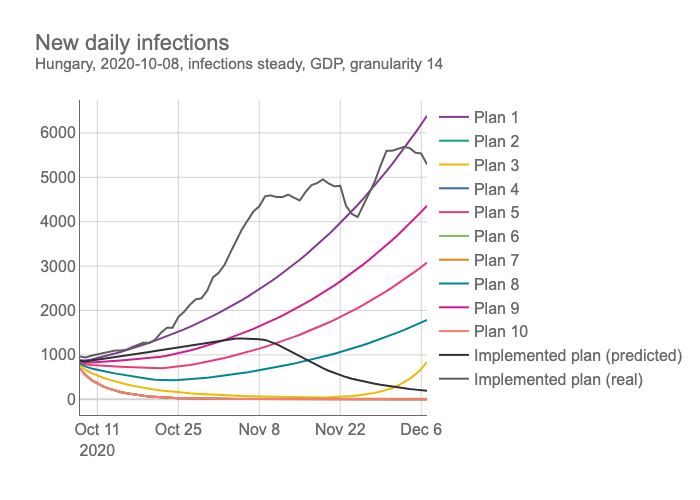 New daily infections
Hungary, 2020-10-08, infections steady, GDP, granularity 14
6000
5000
4000
3000
2000
1000
0
Oct 11
2020
Oct 25
Nov 8
Nov 22
Dec 6
Plan 1
Plan 2
Plan 3
Plan 4
Plan 5
Plan 6
Plan 7
Plan 8
Plan 9
Plan 10
Implemented plan (predicted)
Implemented plan (real)